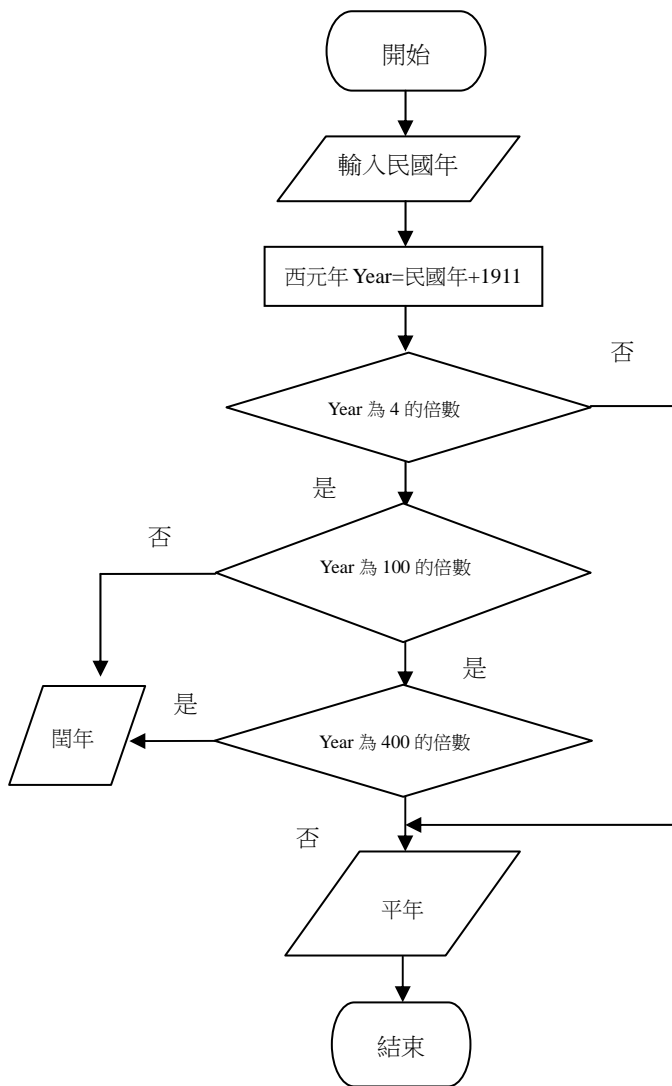 開始
輸入民國年
西元年 Year=民國年+1911
否
Year 為 4 的倍數
是
否
Year 為 100 的倍數
是
是
閏年
Year 為 400 的倍數
否
平年
結束